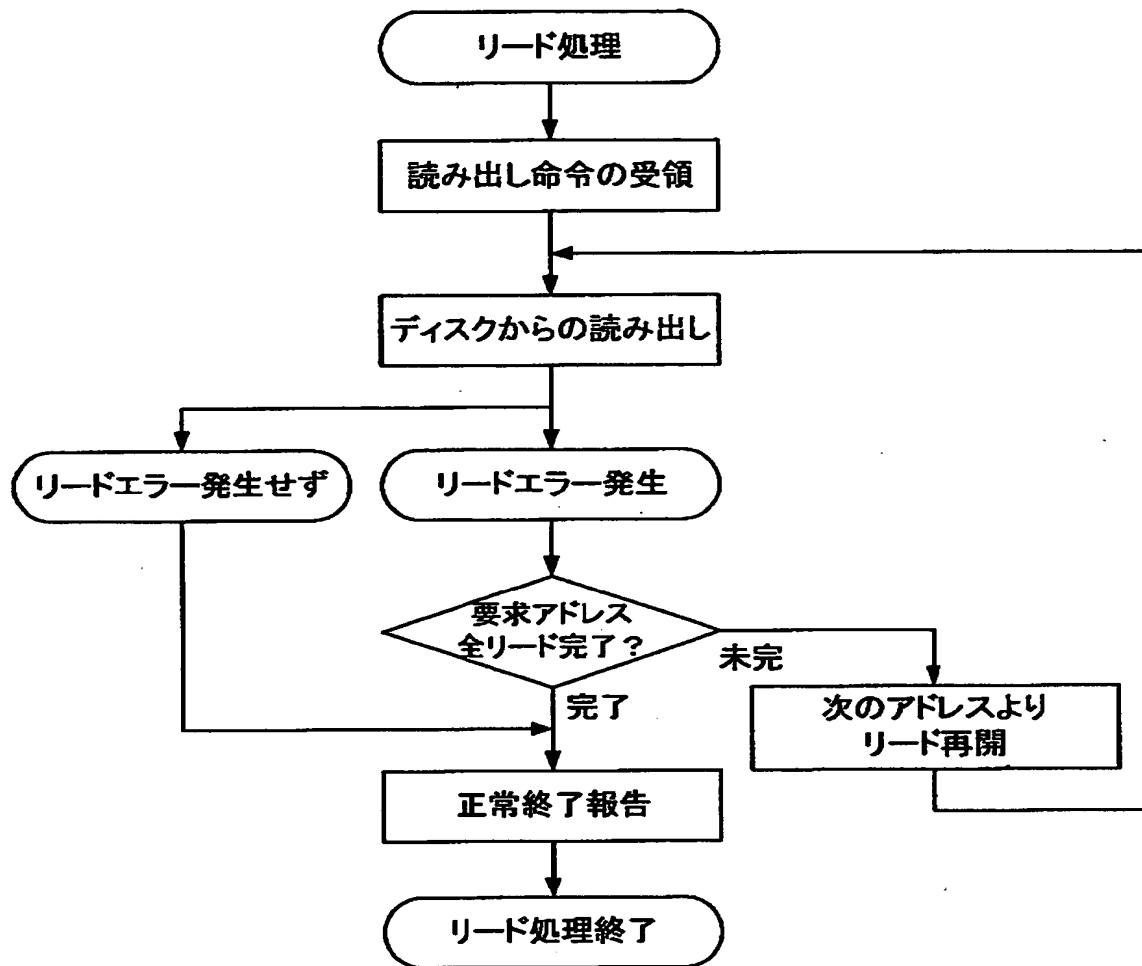 リード処理
読み出し命令の受領
ディスクからの読み出し
リードエラー発生せず
リードエラー発生
要求アドレス
全リード完了？
未完
完了
次のアドレスより
リード再開
正常終了報告
リード処理終了